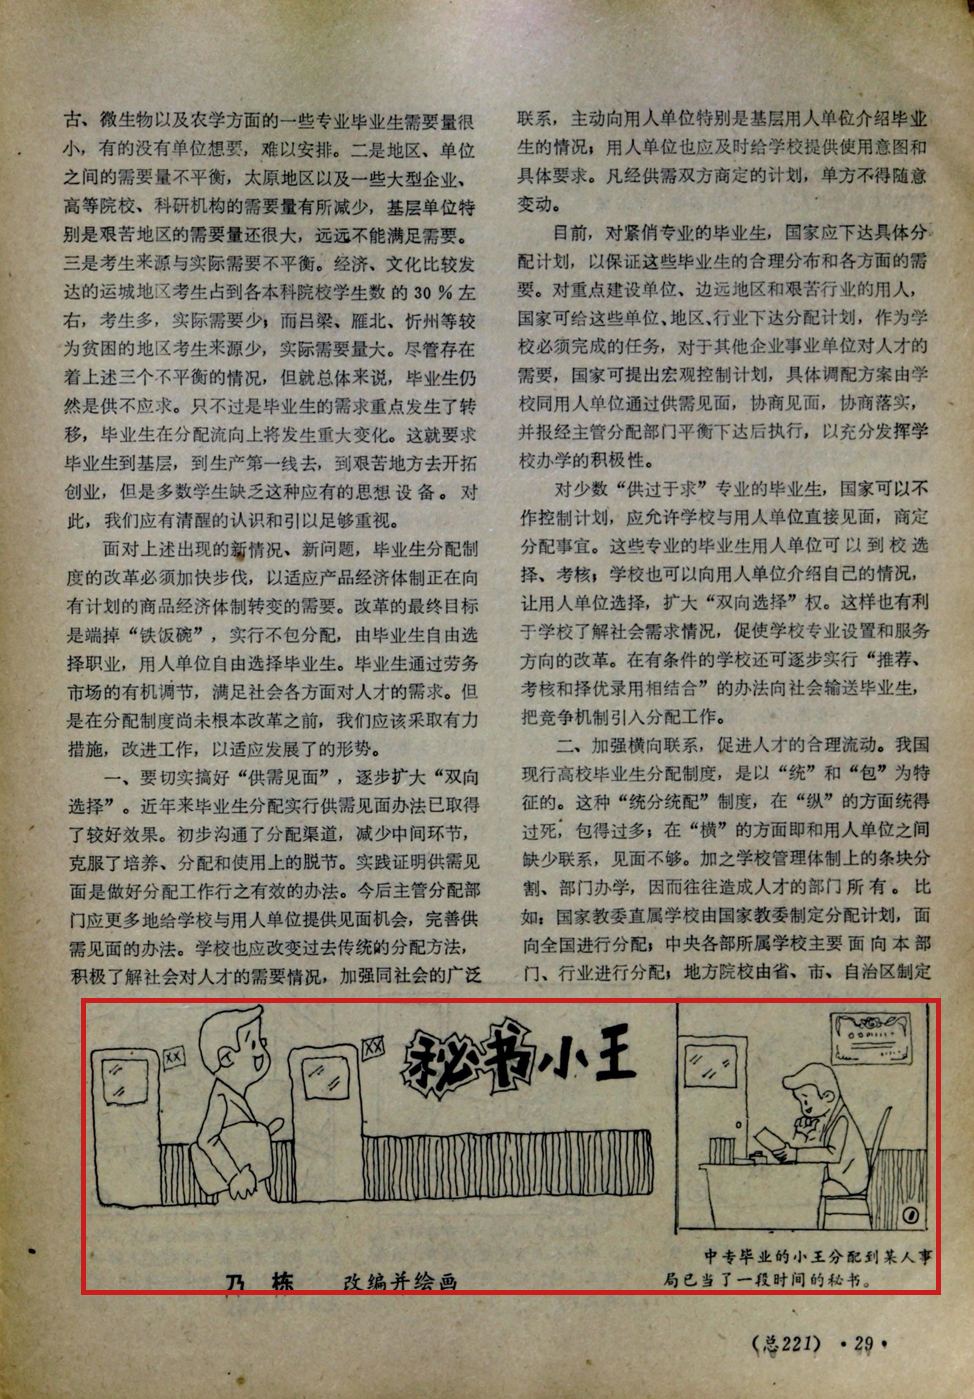 古、微生物以及农学方面的一些专业毕业生需要量很
小，有的没有单位想要，难以安排。二是地区、单位
之间的需要量不平衡，太原地区以及一些大型企业、
高等院校、科研机构的需要量有所减少，基层单位特
别是艰苦地区的需要量还很大，远远不能满足需要。
三是考生来源与实际需要不平衡。经济、文化比较发
达的运城地区考生占到各本科院校学生数的30％左
右，考生多，实际需要少；而吕梁、雁北、忻州等较
为贫困的地区考生来源少，实际需要量大。尽管存在
着上述三个不平衡的情况，但就总体来说，毕业生仍
然是供不应求。只不过是毕业生的需求重点发生了转
移，毕业生在分配流向上将发生重大变化。这就要求
毕业生到基层，到生产第一线去，到艰苦地方去开拓
创业，但是多数学生缺乏这种应有的思想设备。对
此，我们应有清醒的认识和引以足够重视。
面对上述出现的新情况、新问题，毕业生分配制
度的改革必须加快步伐，以适应产品经济体制正在向
有计划的商品经济体制转变的需要。改革的最终目标
是端掉“铁饭碗”，实行不包分配，由毕业生自由选
择职业，用人单位自由选择毕业生。毕业生通过劳务
市场的有机调节，满足社会各方面对人才的需求。但
是在分配制度尚未根本改革之前，我们应该采取有力
措施，改进工作，以适应发展了的形势。
一、要切实搞好“供需见面”，逐步扩大“双向
选择”。近年来毕业生分配实行供需见面办法已取得
了较好效果。初步沟通了分配渠道，减少中间环节，
克服了培养、分配和使用上的脱节。实践证明供需见
面是做好分配工作行之有效的办法。今后主管分配部
门应更多地给学校与用人单位提供见面机会，完善供
需见面的办法。学校也应改变过去传统的分配方法，
积极了解社会对人才的需要情况，加强同社会的广泛
联系，主动向用人单位特别是基层用人单位介绍毕业
生的情况；用人单位也应及时给学校提供使用意图和
具体要求。凡经供需双方商定的计划，单方不得随意
变动。
目前，对紧俏专业的毕业生，国家应下达具体分
配计划，以保证这些毕业生的合理分布和各方面的需
要。对重点建设单位、边远地区和艰苦行业的用人，
国家可给这些单位、地区、行业下达分配计划，作为学
校必须完成的任务，对于其他企业事业单位对人才的
需要，国家可提出宏观控制计划，具体调配方案由学
校同用人单位通过供需见面，协商见面，协商落实，
并报经主管分配部门平衡下达后执行，以充分发挥学
校办学的积极性。
对少数“供过于求”专业的毕业生，国家可以不
作控制计划，应允许学校与用人单位直接见面，商定
分配事宜。这些专业的毕业生用人单位可以到校选
择、考核；学校也可以向用人单位介绍自己的情况，
让用人单位选择，扩大“双向选择”权。这样也有利
于学校了解社会需求情况，促使学校专业设置和服务
方向的改革。在有条件的学校还可逐步实行“推荐、
考核和择优录用相结合”的办法向社会输送毕业生，
把竞争机制引入分配工作。
二、加强横向联系，促进人才的合理流动。我国
现行高校毕业生分配制度，是以“统”和“包”为特
征的。这种“统分统配”制度，在“纵”的方面统得
过死，包得过多；在“横”的方面即和用人单位之间
缺少联系，见面不够。加之学校管理体制上的条块分
割、部门办学，因而往往造成人才的部门所有。比
如：国家教委直属学校由国家教委制定分配计划，面
向全国进行分配；中央各部所属学校主要面向本部
门、行业进行分配；地方院校由省、市、自治区制定
XX
XX
秘书小王
乃栋 改编并绘画
①
中专毕业的小王分配到某人事
局已当了一段时间的秘书。
(总221) ·29·